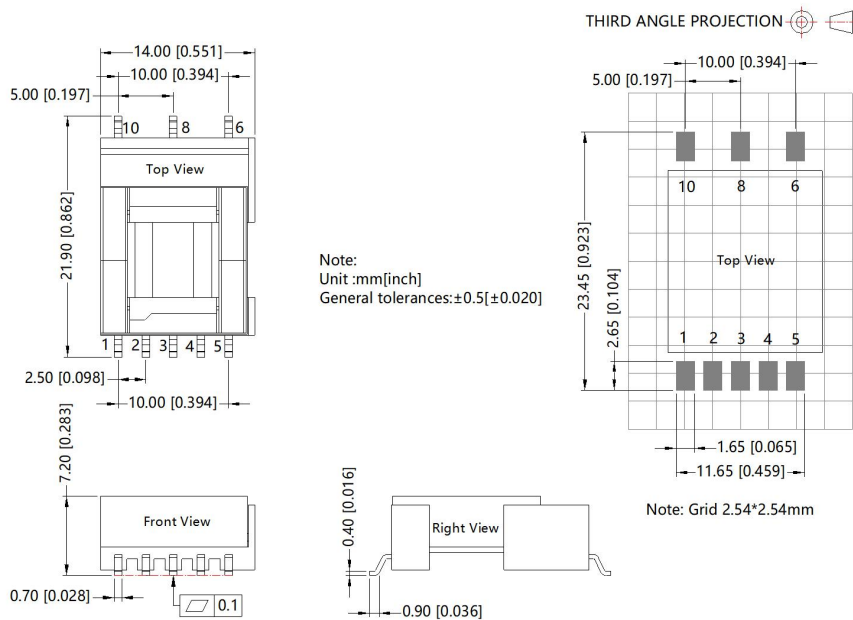 THIRD ANGLE PROJECTION
14.00 [0.551]
10.00 [0.394]
5.00 [0.197]
10 8 6
Top View
21.90 [0.862]
1 2 3 4 5
2.50 [0.098]
10.00 [0.394]
Note:
Unit :mm[inch]
General tolerances:±0.5[±0.020]
10.00 [0.394]
5.00 [0.197]
10 8 6
Top View
23.45 [0.923]
2.65 [0.104]
1 2 3 4 5
1.65 [0.065]
11.65 [0.459]
Note: Grid 2.54*2.54mm
7.20 [0.283]
Front View
0.70 [0.028]
0.1
0.40 [0.016]
Right View
0.90 [0.036]